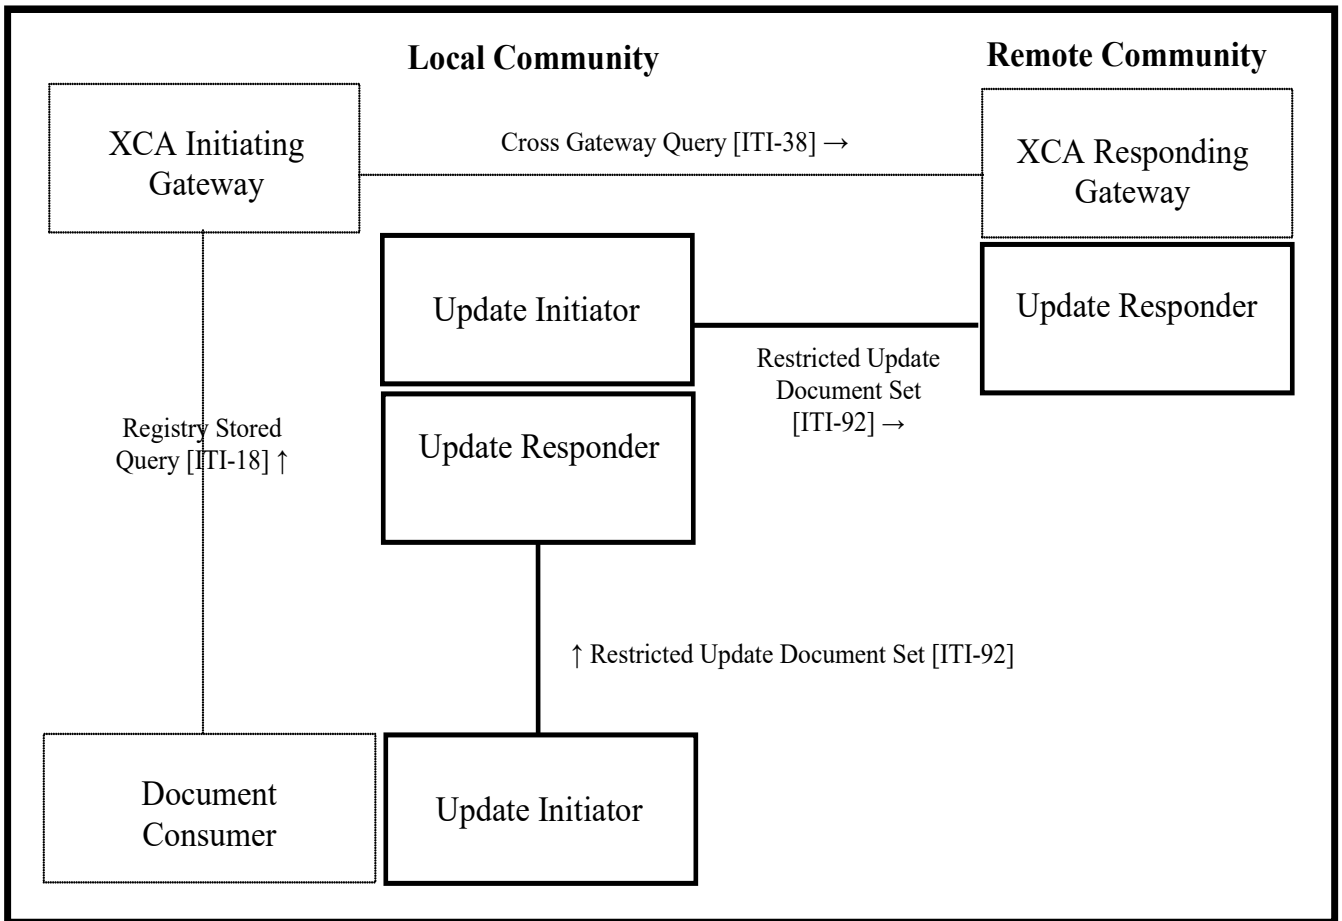 Local Community
Remote Community
XCA Initiating
Gateway
Cross Gateway Query [ITI-38] →
XCA Responding
Gateway
Update Initiator
Update Responder
Restricted Update
Document Set
[ITI-92] →
Registry Stored
Query [ITI-18] ↑
Update Responder
↑ Restricted Update Document Set [ITI-92]
Document
Consumer
Update Initiator